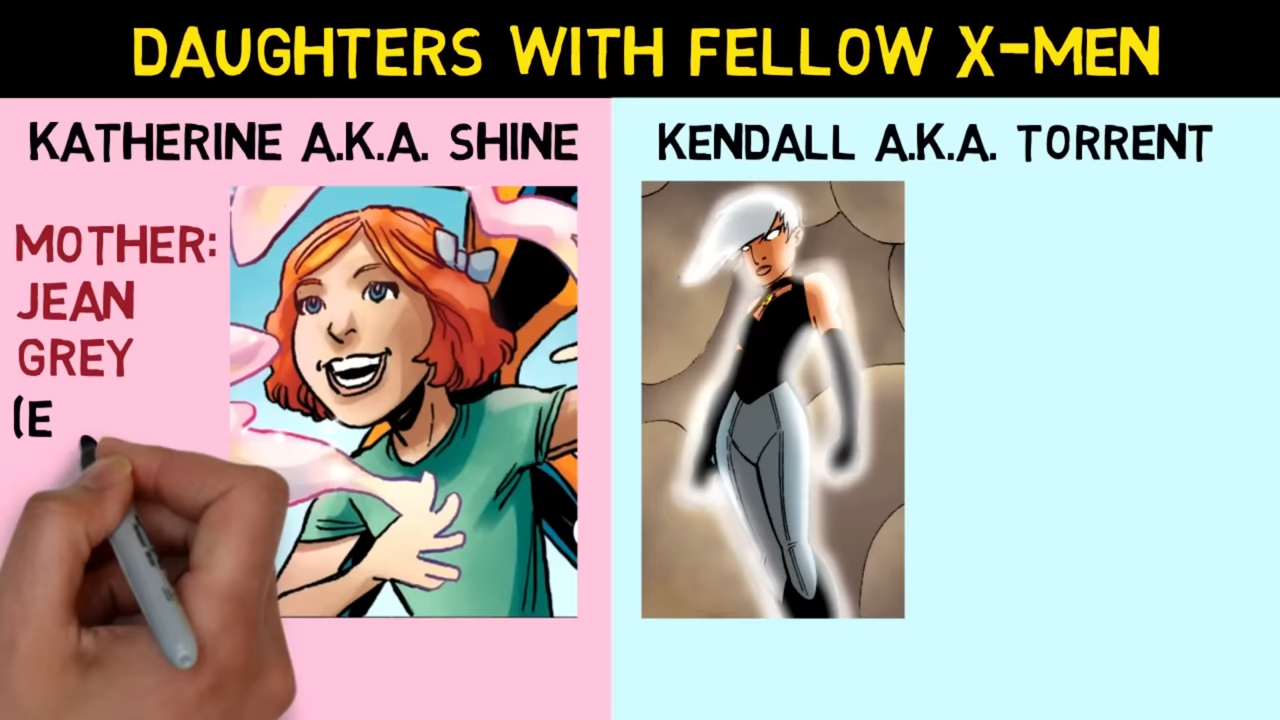 DAUGHTERS WITH FELLOW X-MEN
KATHERINE A.K.A. SHINE
KENDALL A.K.A. TORRENT
MOTHER:
JEAN
GREY
(E